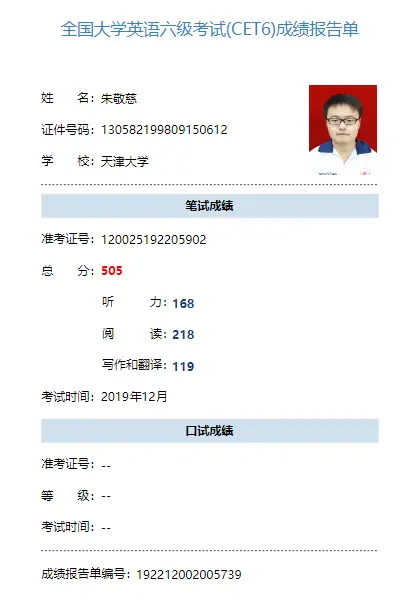 全国大学英语六级考试(CET6)成绩报告单
姓 名：朱敬慈
证件号码：130582199809150612
学 校：天津大学
笔试成绩
准考证号：120025192205902
总 分：505
听 力：168
阅 读：218
写作和翻译：119
考试时间：2019年12月
口试成绩
准考证号：--
等 级：--
考试时间：--
成绩报告单编号：192212002005739